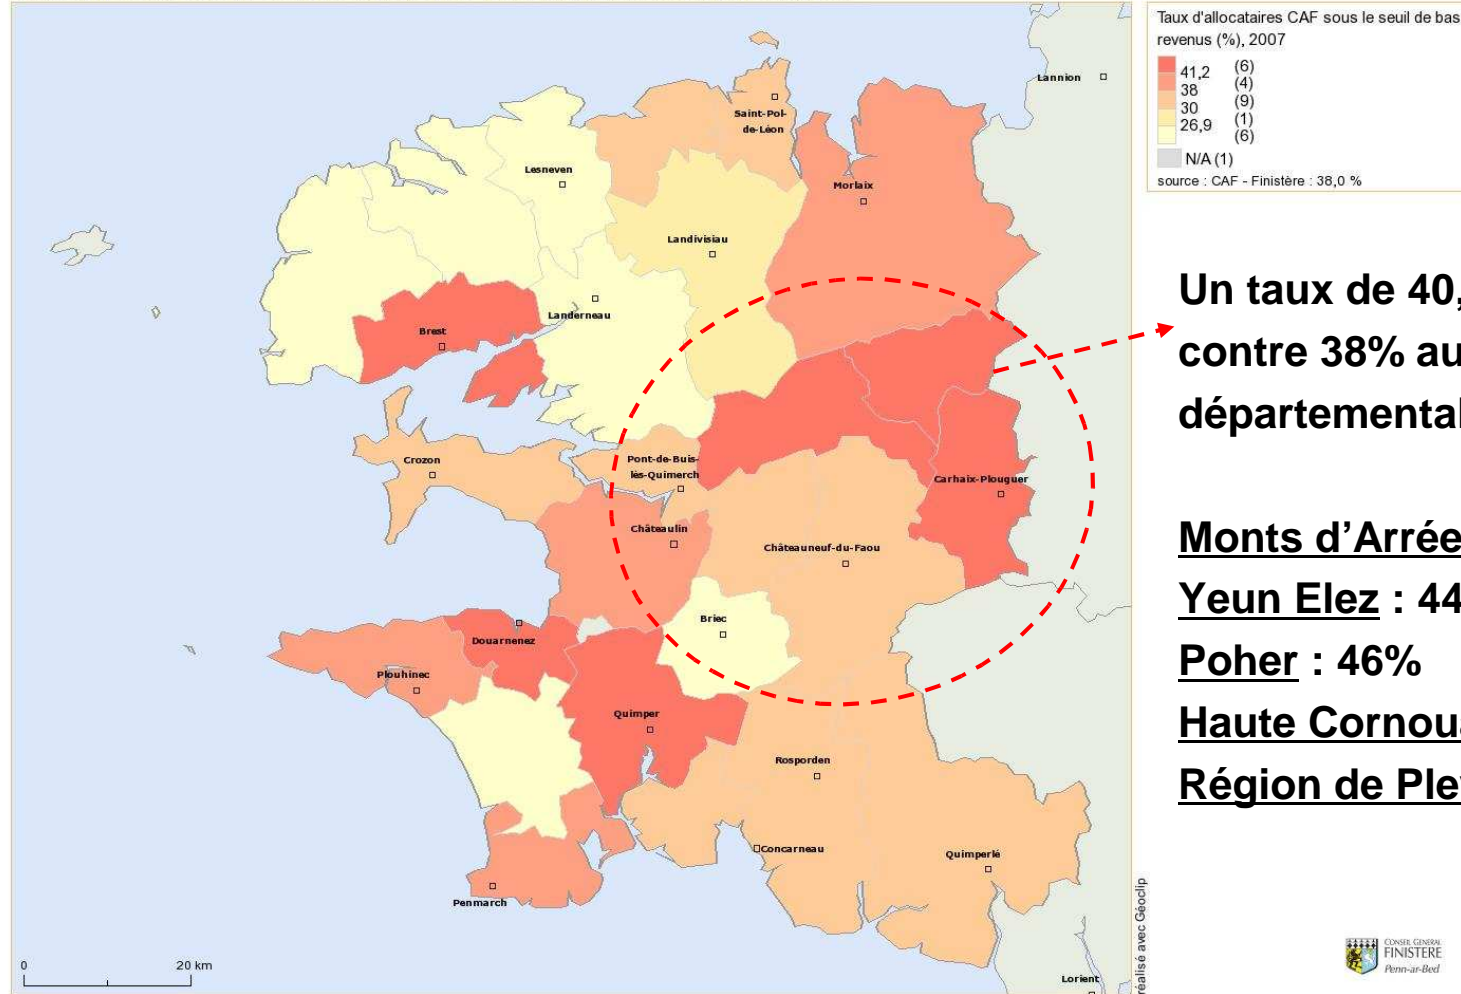 Taux d'allocataires CAF sous le seuil de bas
revenus (%), 2007
41,2
38
30
26,9
(6)
(4)
(9)
(1)
(6)
N/A (1)
source : CAF - Finistère : 38,0 %
Lannion
Saint-Pol-
de-Léon
Lesneven
Morlaix
Landivisiau
Landerneau
Brest
Crozon
Pont-de-Buis-
lès-Quimerch
Carhaix-Plouguer
Châteaulin
Châteauneuf-du-Faou
Briec
Douarnenez
Plouhinec
Quimper
Rosporden
Concarneau
Quimperlé
Penmarch
Lorient
0 20 km
réalisé avec Géoclip
Un taux de 40,
contre 38% au
départemental
Monts d’Arrée
Yeun Elez : 44
Poher : 46%
Haute Cornoua
Région de Pley
CONSEIL GENERAL
FINISTERE
Penn-ar-Bed